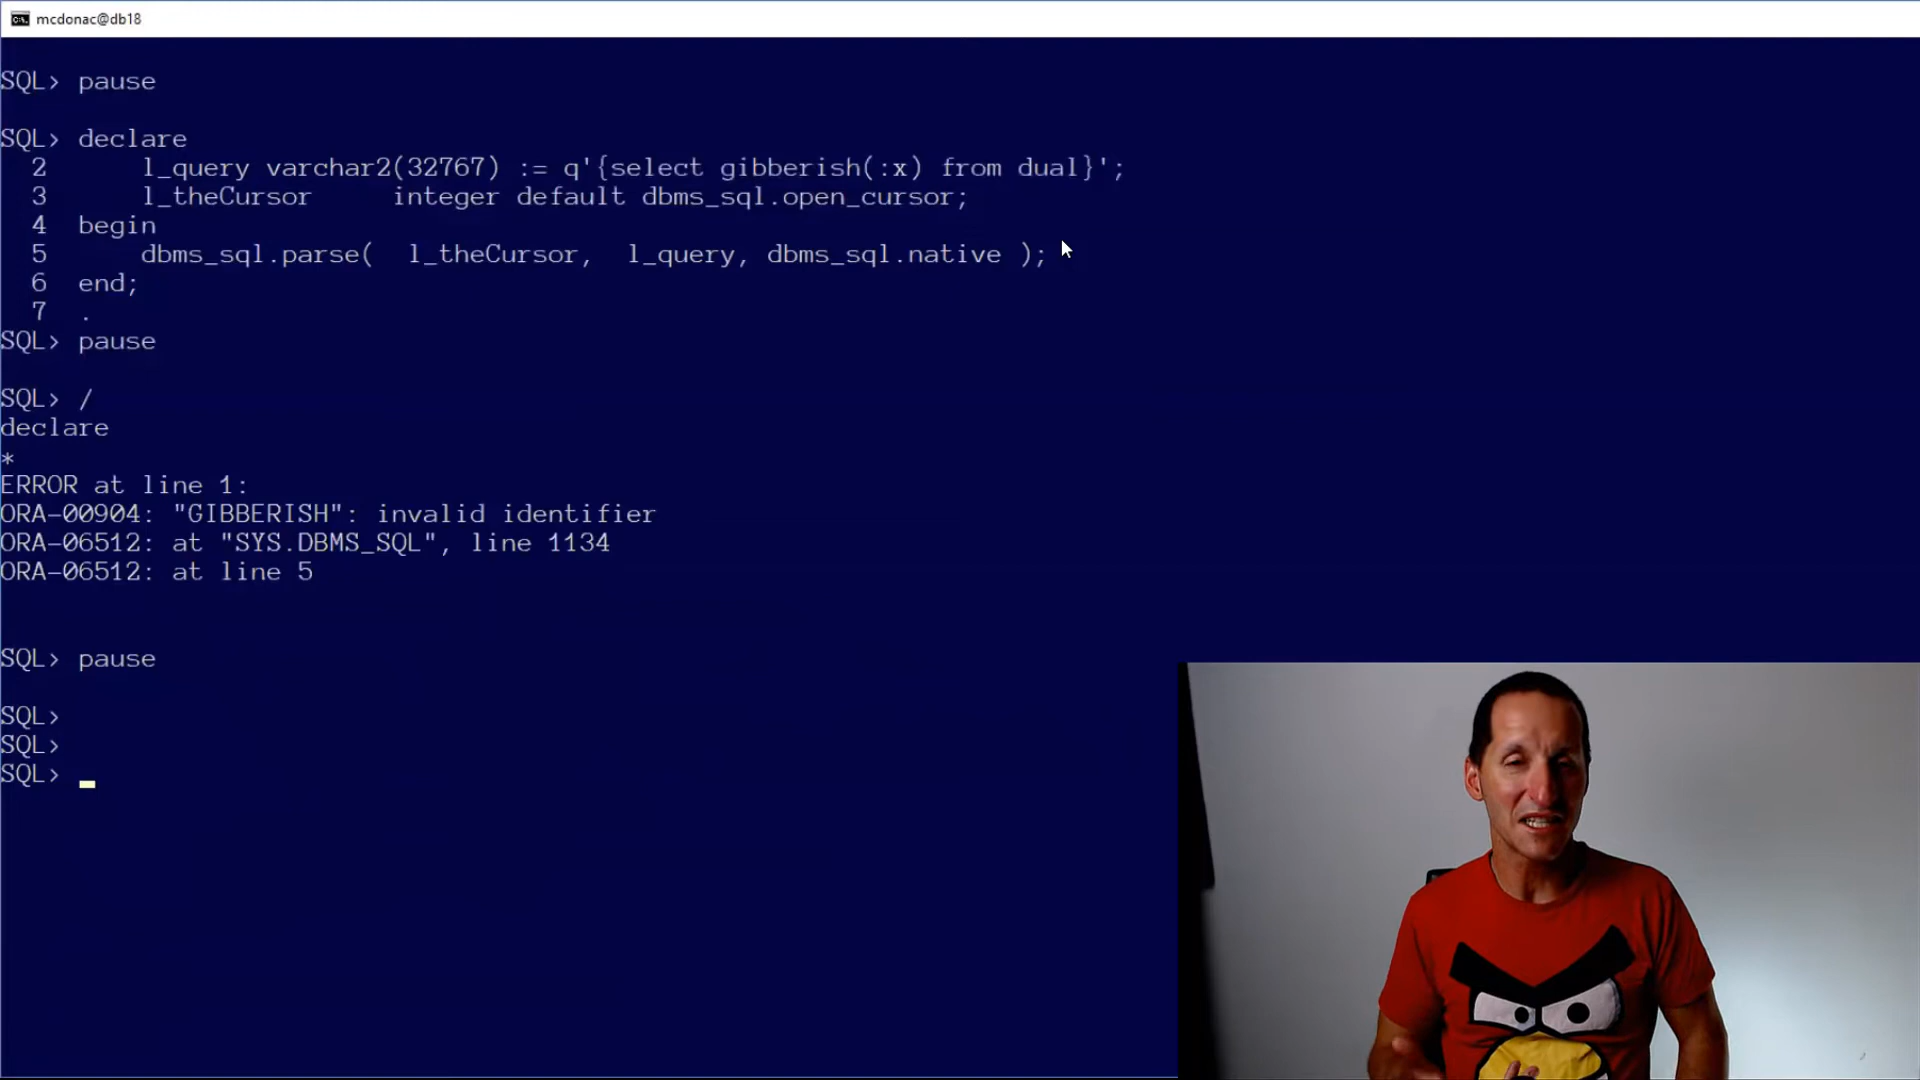 mcdonac@db18
SQL> pause
SQL> declare
2 l_query varchar2(32767) := q'{select gibberish(:x) from dual}';
3 l_theCursor integer default dbms_sql.open_cursor;
4 begin
5 dbms_sql.parse( l_theCursor, l_query, dbms_sql.native );
6 end;
7 .
SQL> pause
SQL> /
declare
*
ERROR at line 1:
ORA-00904: "GIBBERISH": invalid identifier
ORA-06512: at "SYS.DBMS_SQL", line 1134
ORA-06512: at line 5
SQL> pause
SQL>
SQL>
SQL>